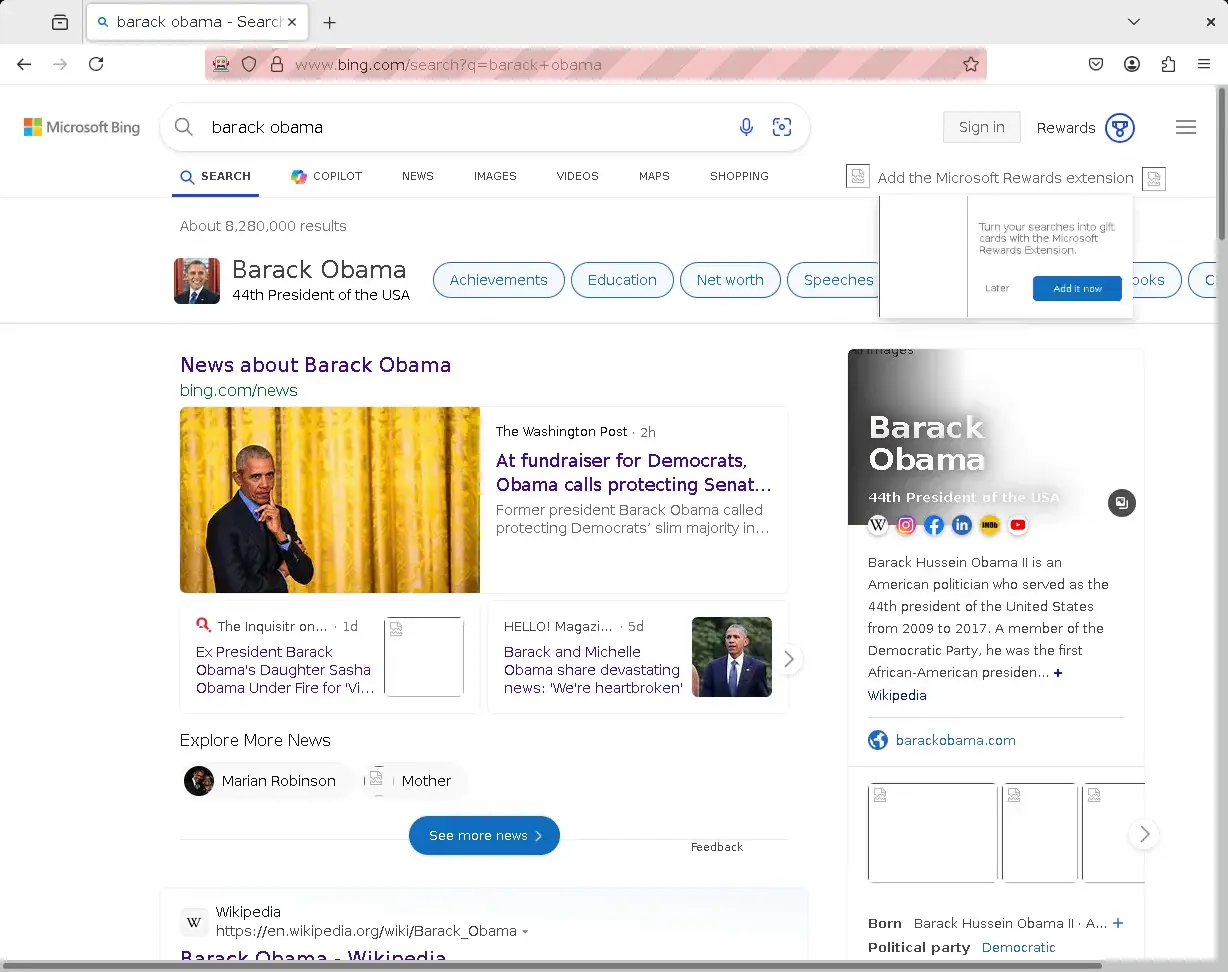 barack obama - Search
www.bing.com/search?q=barack+obama
Microsoft Bing
barack obama
Sign in
Rewards
SEARCH
COPILOT
NEWS
IMAGES
VIDEOS
MAPS
SHOPPING
Add the Microsoft Rewards extension
Turn your searches into gift
cards with the Microsoft
Rewards Extension.
Later
Add it now
About 8,280,000 results
Barack Obama
44th President of the USA
Achievements
Education
Net worth
Speeches
ooks
C
News about Barack Obama
bing.com/news
The Washington Post · 2h
At fundraiser for Democrats,
Obama calls protecting Senat...
Former president Barack Obama called
protecting Democrats’ slim majority in...
The Inquisitr on... · 1d
Ex President Barack
Obama's Daughter Sasha
Obama Under Fire for 'Vi...
HELLO! Magazi... · 5d
Barack and Michelle
Obama share devastating
news: 'We're heartbroken'
Explore More News
Marian Robinson
Mother
See more news
Feedback
W
Wikipedia
https://en.wikipedia.org/wiki/Barack_Obama
Barack Obama - Wikipedia
All images
Barack
Obama
44th President of the USA
W
IMDb
Barack Hussein Obama II is an
American politician who served as the
44th president of the United States
from 2009 to 2017. A member of the
Democratic Party, he was the first
African-American presiden... +
Wikipedia
barackobama.com
Born Barack Hussein Obama II · A... +
Political party Democratic